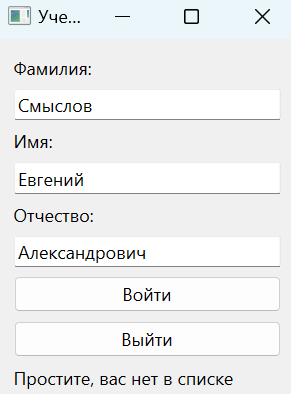 Уче...
Фамилия:
Смыслов
Имя:
Евгений
Отчество:
Александрович
Войти
Выйти
Простите, вас нет в списке